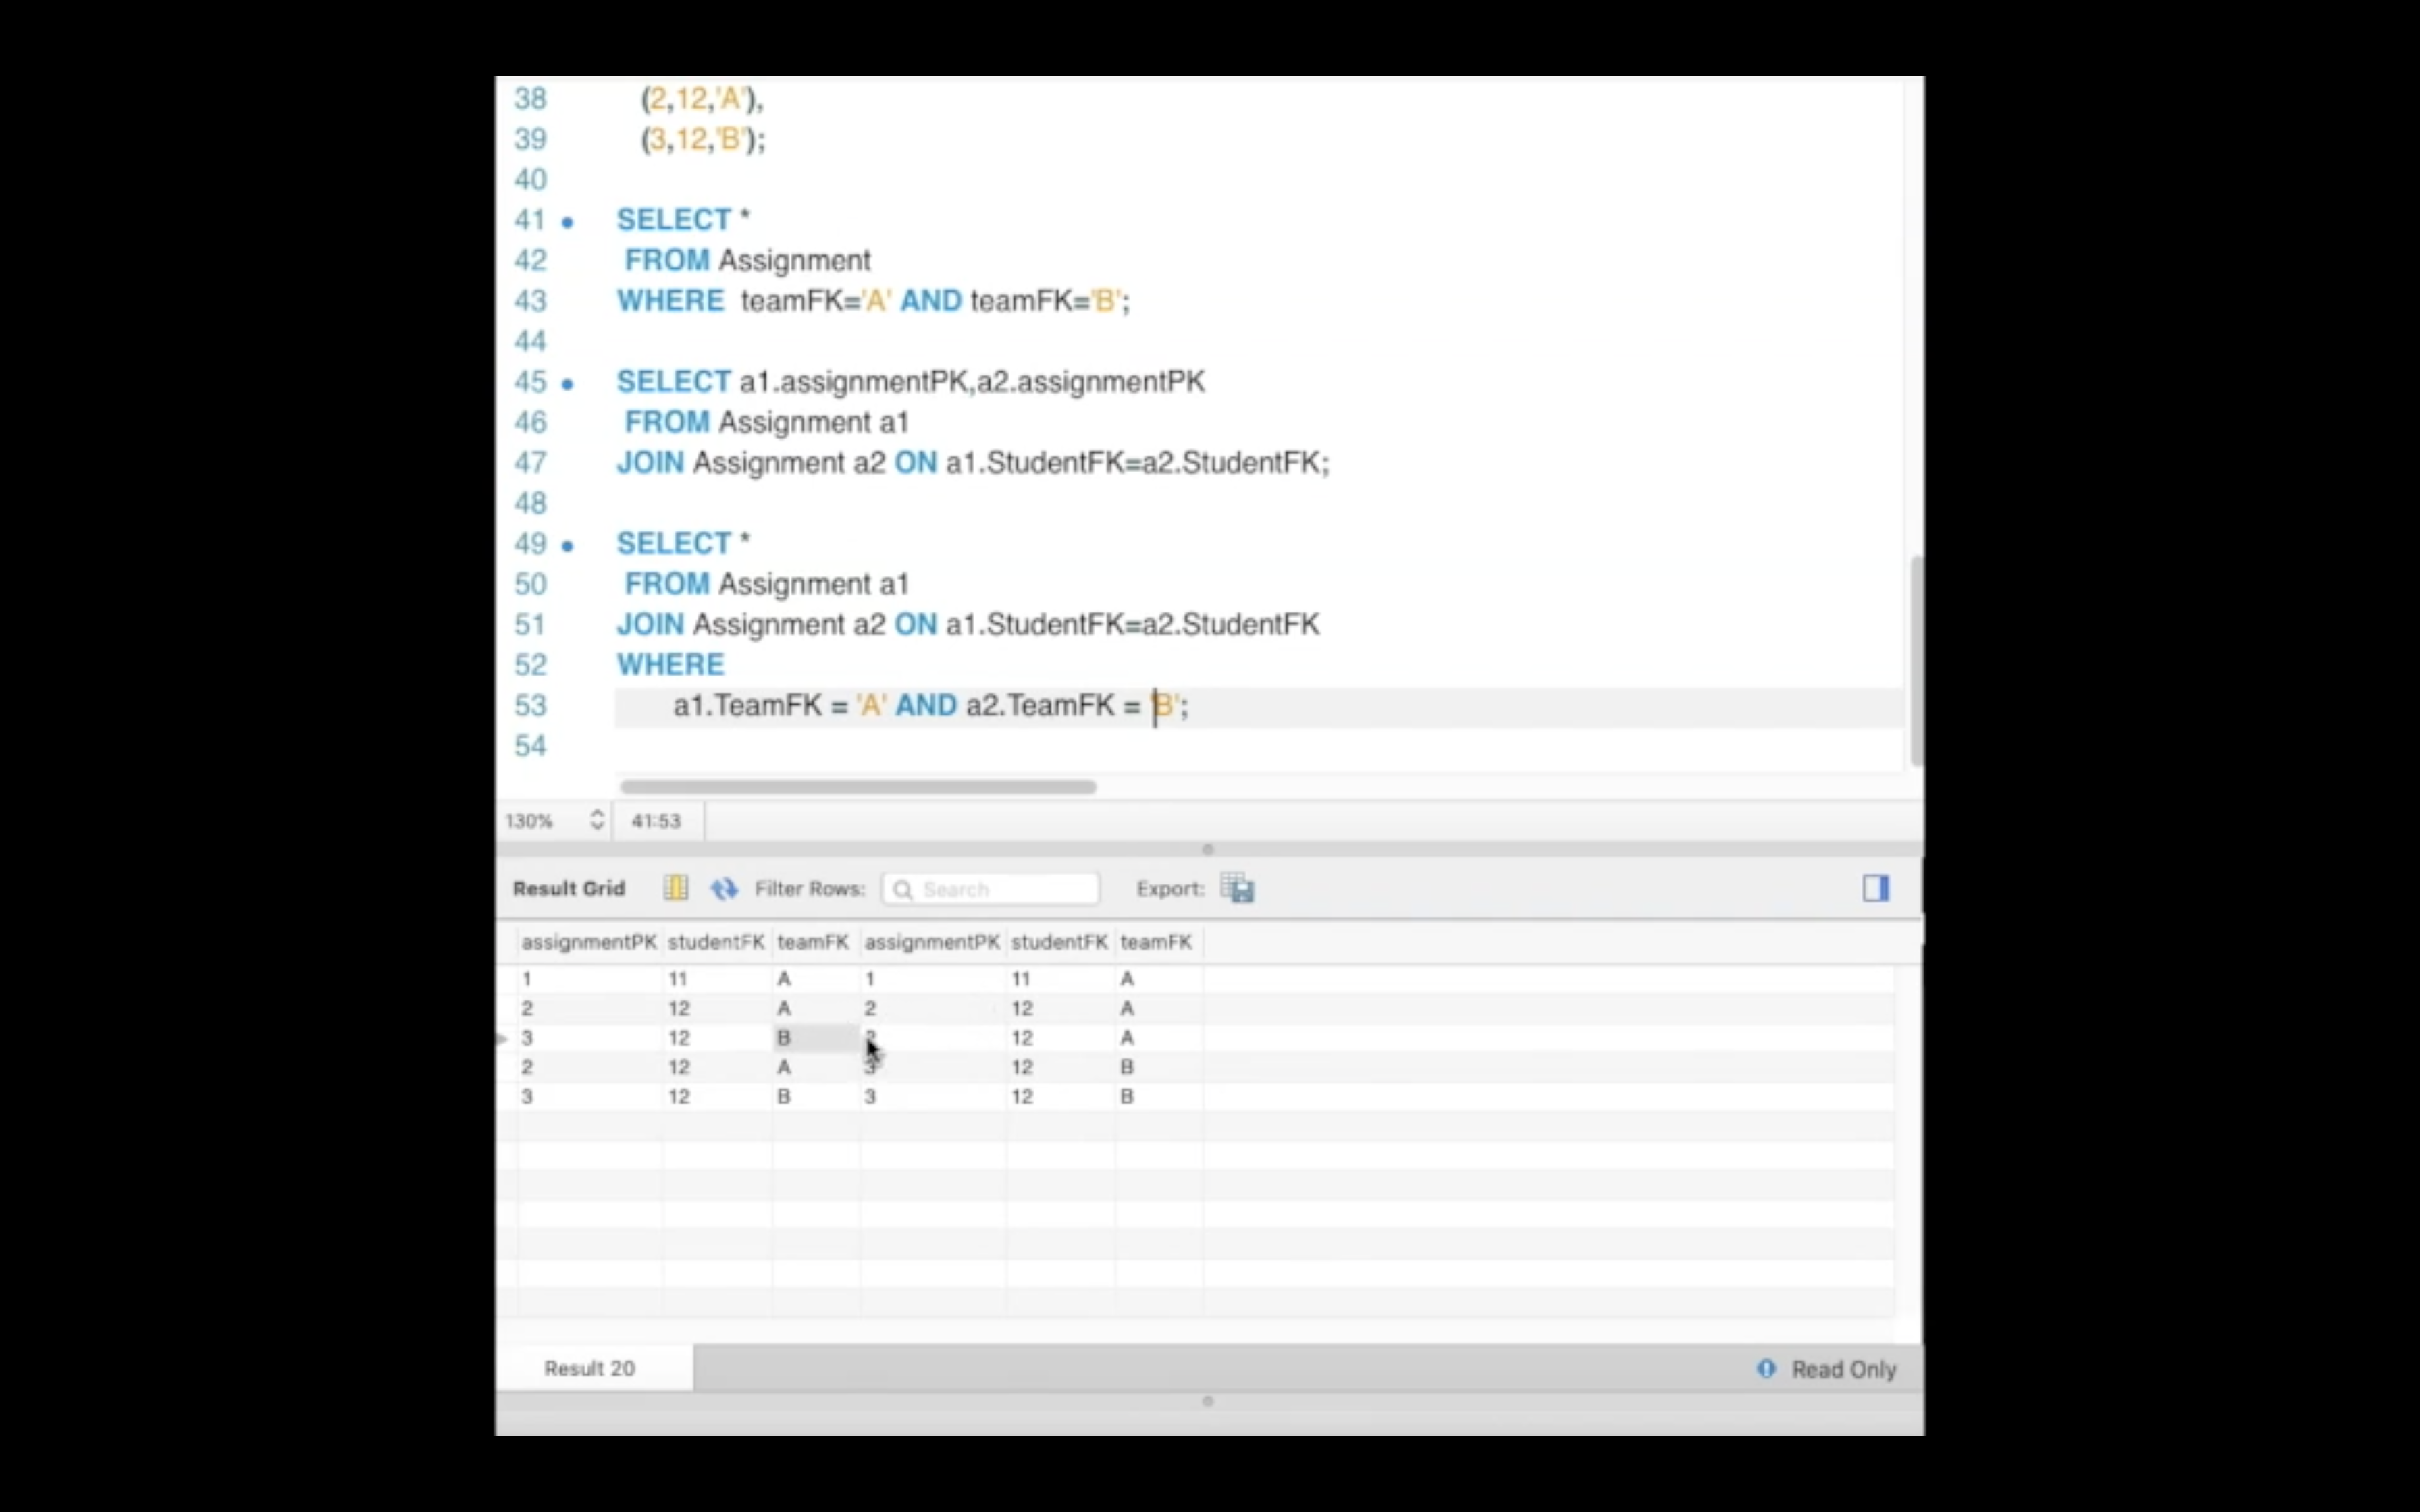 38 (2,12,'A'),
39 (3,12,'B');
40
41 SELECT *
42 FROM Assignment
43 WHERE teamFK='A' AND teamFK='B';
44
45 SELECT a1.assignmentPK,a2.assignmentPK
46 FROM Assignment a1
47 JOIN Assignment a2 ON a1.StudentFK=a2.StudentFK;
48
49 SELECT *
50 FROM Assignment a1
51 JOIN Assignment a2 ON a1.StudentFK=a2.StudentFK
52 WHERE
53 a1.TeamFK = 'A' AND a2.TeamFK = 'B';
54
130% 41:53
Result Grid Filter Rows: Search Export:
assignmentPK studentFK teamFK assignmentPK studentFK teamFK
1 11 A 1 11 A
2 12 A 2 12 A
3 12 B 12 A
2 12 A 3 12 B
3 12 B 3 12 B
Result 20 Read Only